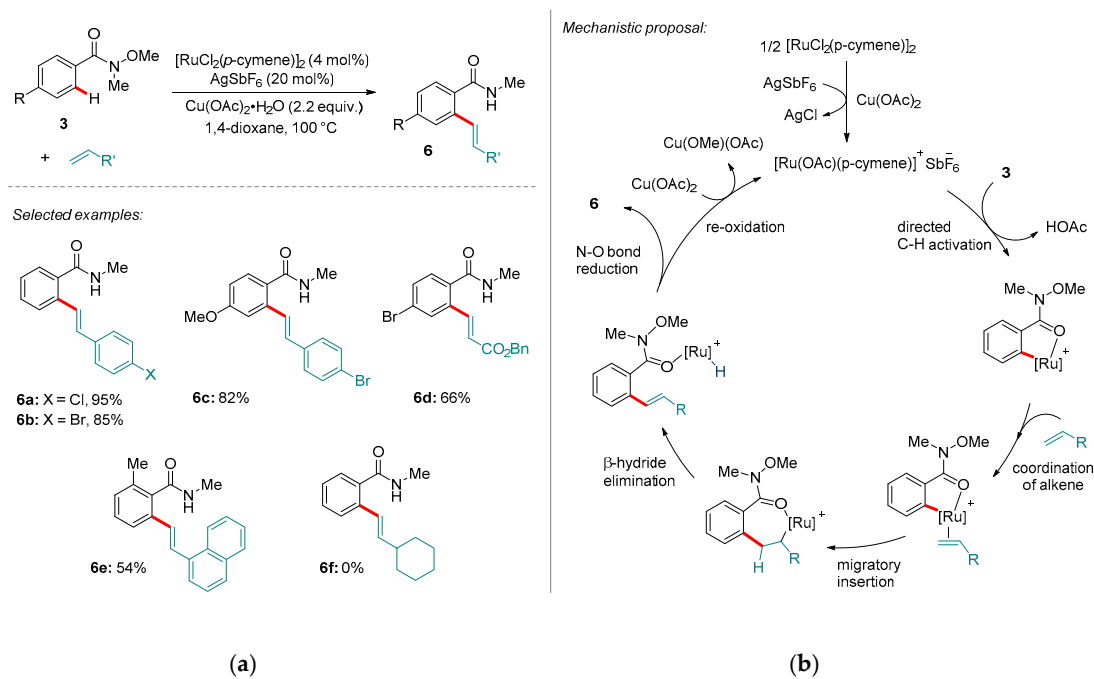 O
N
OMe
Me
H
R
3
+
R'
[RuCl2(p-cymene)]2 (4 mol%)
AgSbF6 (20 mol%)
Cu(OAc)2•H2O (2.2 equiv.)
1,4-dioxane, 100 °C
O
N
H
Me
R
R'
6
Selected examples:
O
N
H
Me
X
6a: X = Cl, 95%
6b: X = Br, 85%
O
N
H
Me
MeO
Br
6c: 82%
O
N
H
Me
Br
CO2Bn
6d: 66%
Me
O
N
H
Me
6e: 54%
O
N
H
Me
6f: 0%
(a)
Mechanistic proposal:
1/2 [RuCl2(p-cymene)]2
AgSbF6
AgCl
Cu(OAc)2
[Ru(OAc)(p-cymene)]+ SbF6−
3
directed
C-H activation
HOAc
Me
N
OMe
O
[Ru]
+
R
coordination
of alkene
Me
N
OMe
O
[Ru]
+
R
migratory
insertion
Me
N
OMe
O
[Ru]
+
H
R
β-hydride
elimination
Me
N
OMe
O
[Ru]
+
H
R
N-O bond
reduction
6
Cu(OAc)2
Cu(OMe)(OAc)
re-oxidation
(b)